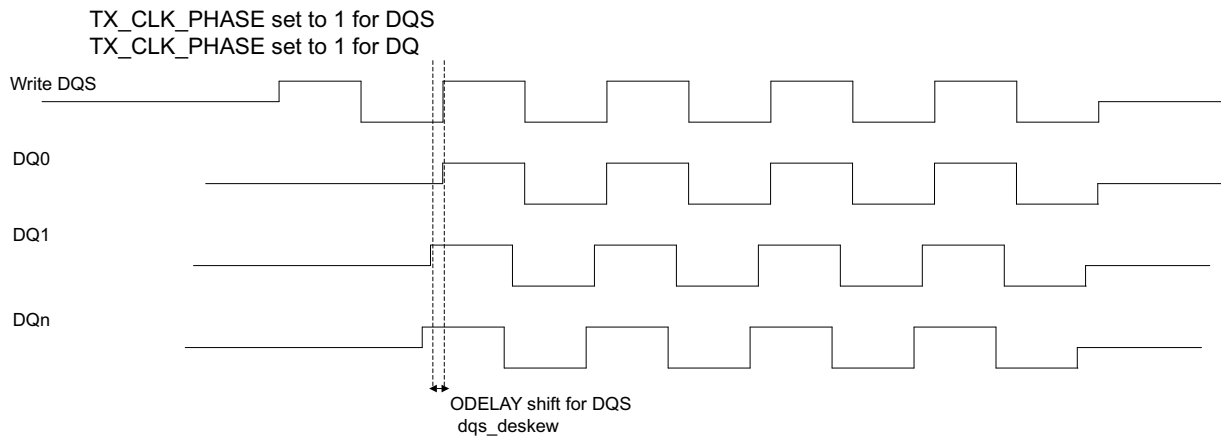 TX_CLK_PHASE set to 1 for DQS
TX_CLK_PHASE set to 1 for DQ
Write DQS
DQ0
DQ1
DQn
ODELAY shift for DQS
dqs_deskew